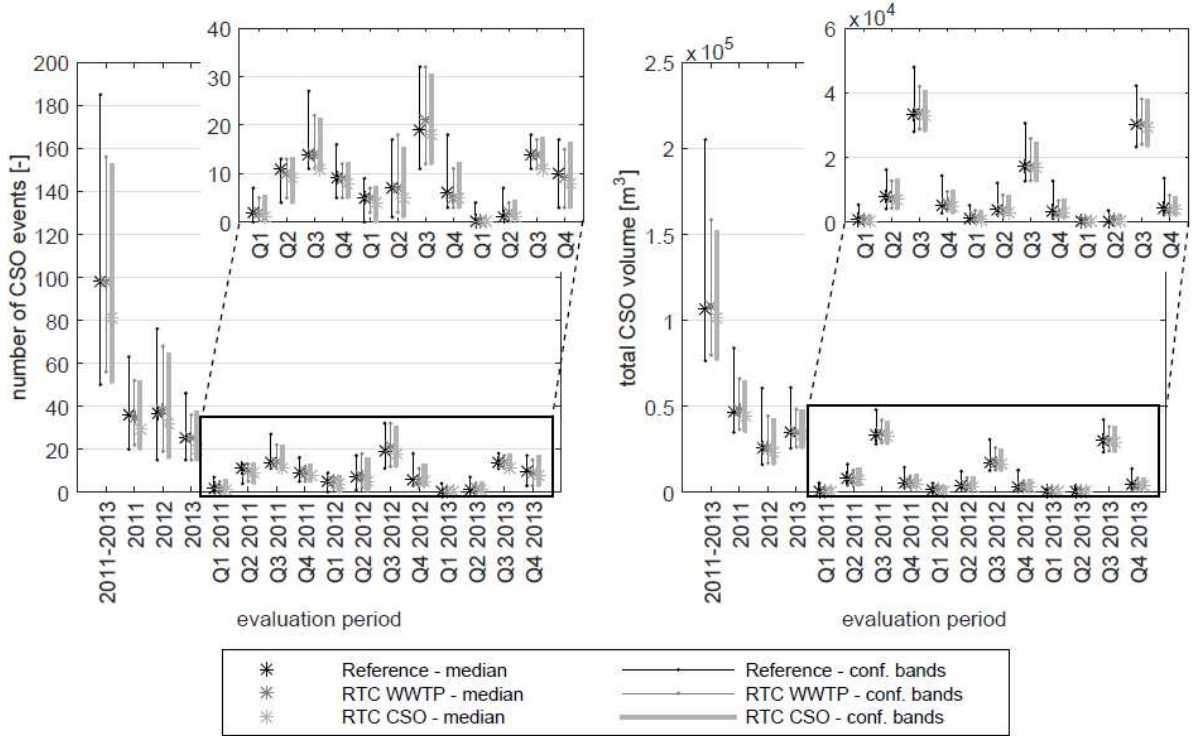 40
30
20
10
0
Q1 Q2 Q3 Q4 Q1 Q2 Q3 Q4 Q1 Q2 Q3 Q4
200
180
160
140
120
100
80
60
40
20
0
number of CSO events [-]
2011-2013 2011 2012 2013 Q1 2011 Q2 2011 Q3 2011 Q4 2011 Q1 2012 Q2 2012 Q3 2012 Q4 2012 Q1 2013 Q2 2013 Q3 2013 Q4 2013
evaluation period
×10⁴
6
4
2
0
Q1 Q2 Q3 Q4 Q1 Q2 Q3 Q4 Q1 Q2 Q3 Q4
×10⁵
2.5
2
1.5
1
0.5
0
total CSO volume [m³]
2011-2013 2011 2012 2013 Q1 2011 Q2 2011 Q3 2011 Q4 2011 Q1 2012 Q2 2012 Q3 2012 Q4 2012 Q1 2013 Q2 2013 Q3 2013 Q4 2013
evaluation period
Reference - median
RTC WWTP - median
RTC CSO - median
Reference - conf. bands
RTC WWTP - conf. bands
RTC CSO - conf. bands